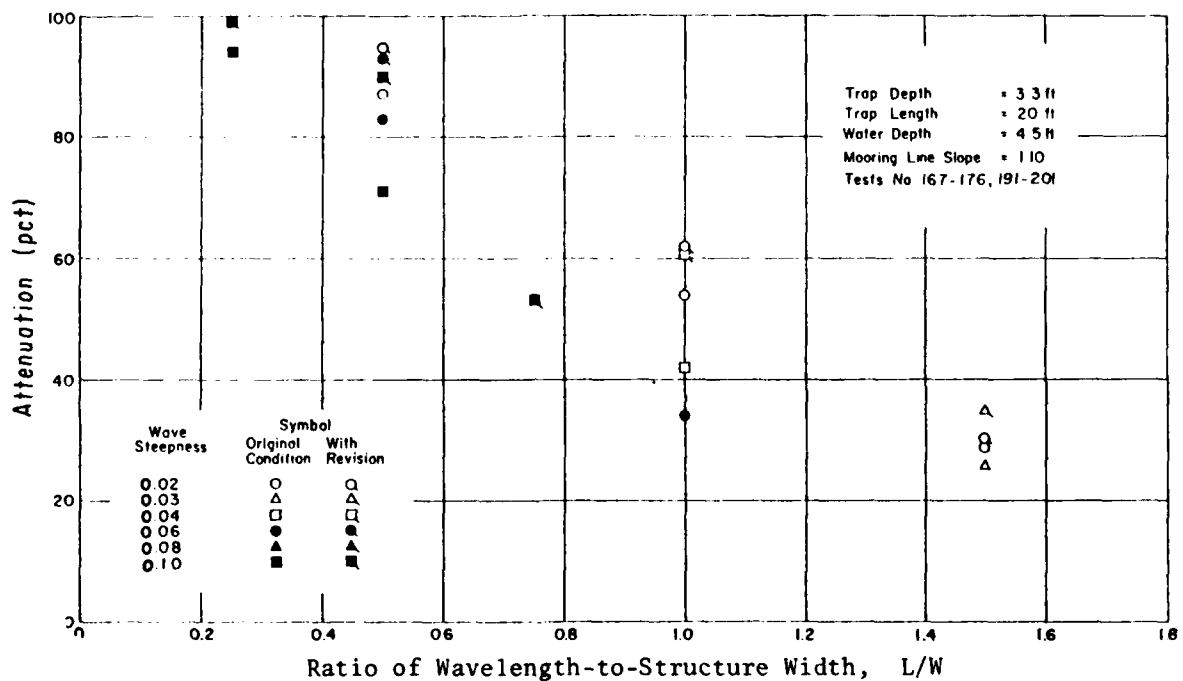 100
80
60
40
20
0
Attenuation (pct)
Trap Depth = 3.3 ft
Trap Length = 20 ft
Water Depth = 4.5 ft
Mooring Line Slope = 1:10
Tests No 167-176, 191-201
Wave Steepness
Symbol
Original Condition
With Revision
0.02
0.03
0.04
0.06
0.08
0.10
0 0.2 0.4 0.6 0.8 1.0 1.2 1.4 1.6 1.8
Ratio of Wavelength-to-Structure Width, L/W